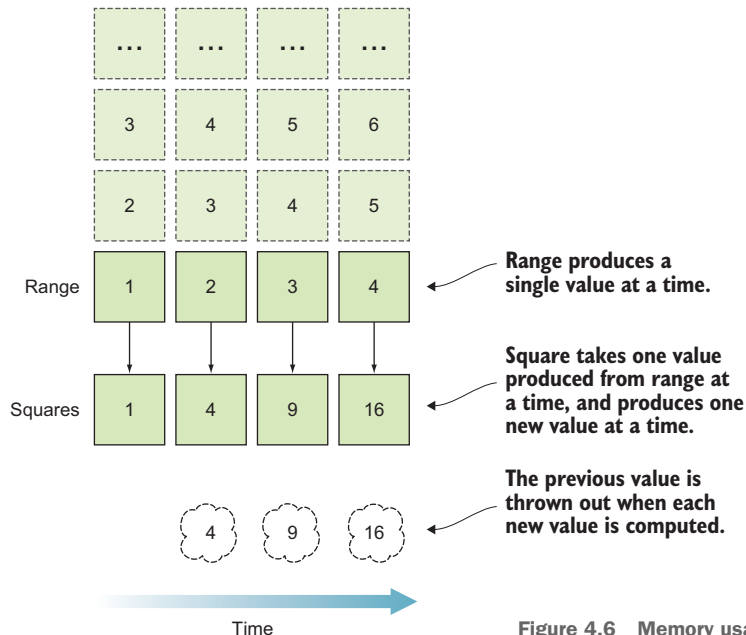 ... ... ... ...
3 4 5 6
2 3 4 5
Range 1 2 3 4
Range produces a
single value at a time.
Squares 1 4 9 16
Square takes one value
produced from range at
a time, and produces one
new value at a time.
4 9 16
The previous value is
thrown out when each
new value is computed.
Time
Figure 4.6 Memory